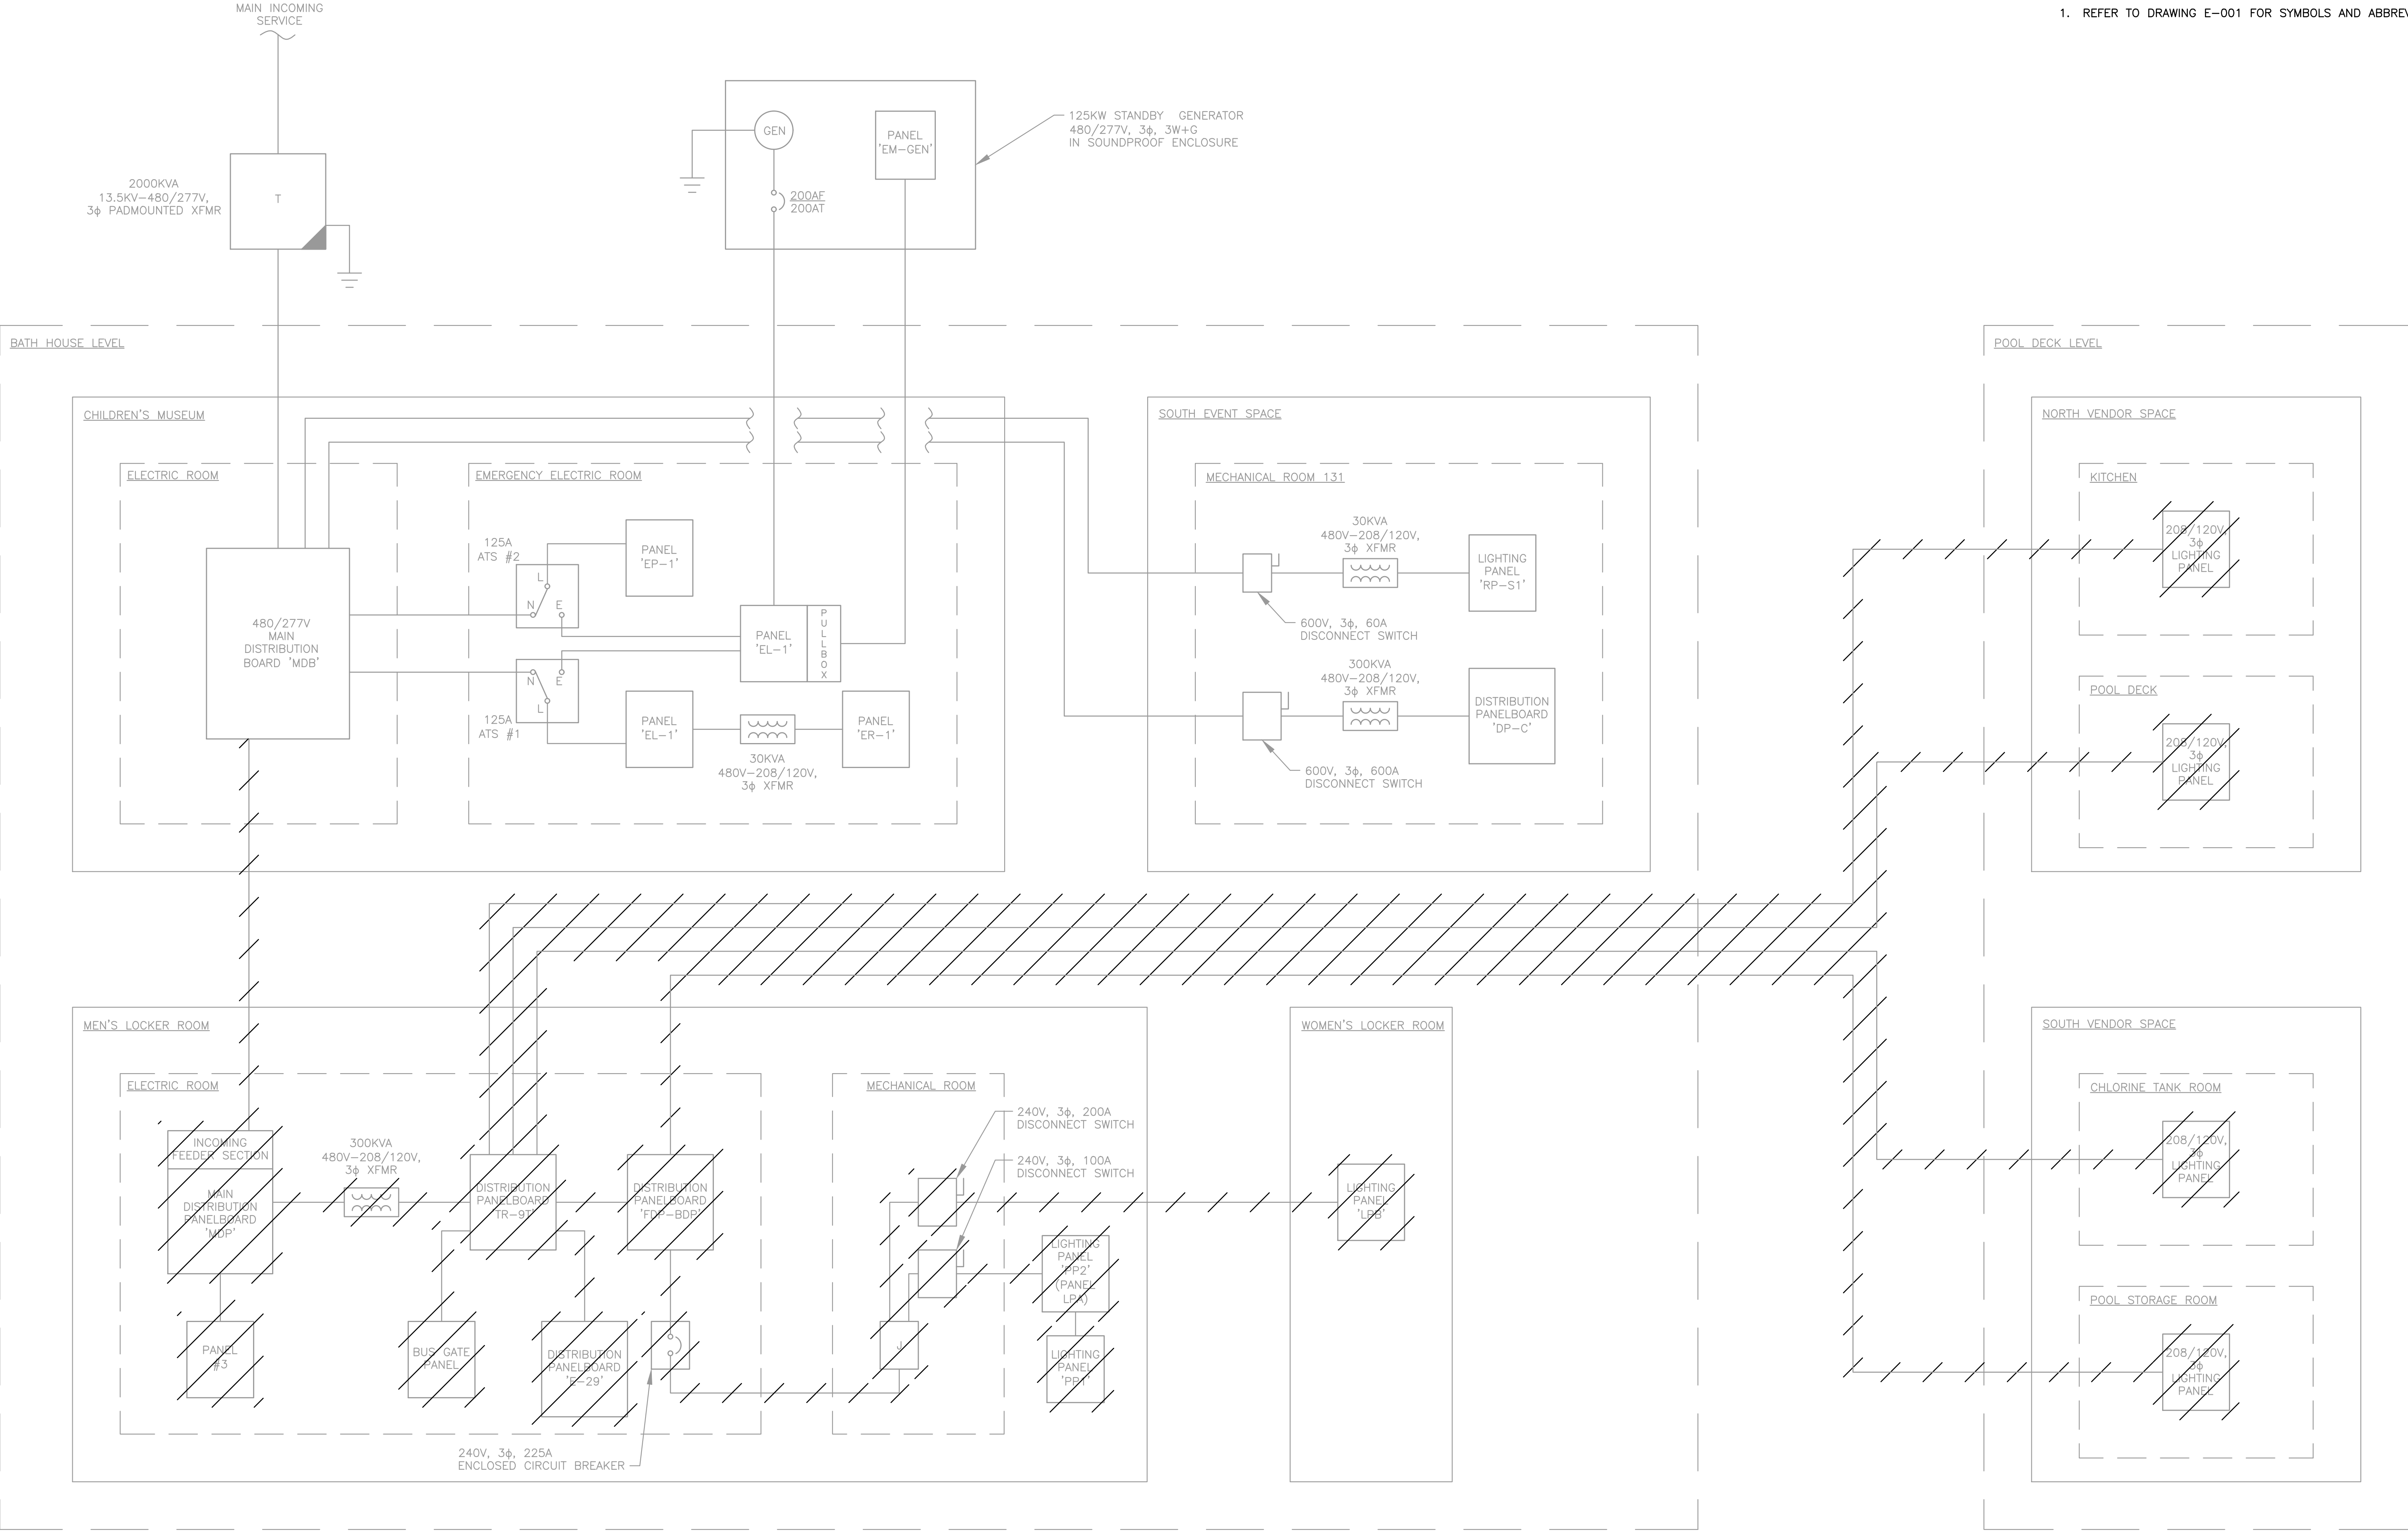 MAIN INCOMING
SERVICE
1. REFER TO DRAWING E-001 FOR SYMBOLS AND
2000KVA
13.5KV-480/277V,
3ϕ PADMOUNTED XFMR
T
GEN
PANEL
'EM-GEN'
200AF
200AT
125KW STANDBY GENERATOR
480/277V, 3ϕ, 3W+G
IN SOUNDPROOF ENCLOSURE
BATH HOUSE LEVEL
CHILDREN'S MUSEUM
ELECTRIC ROOM
480/277V
MAIN
DISTRIBUTION
BOARD 'MDB'
EMERGENCY ELECTRIC ROOM
125A
ATS #2
L
N E
PANEL
'EP-1'
PANEL
'EL-1'
PULLBOX
N E
L
125A
ATS #1
PANEL
'EL-1'
30KVA
480V-208/120V,
3ϕ XFMR
PANEL
'ER-1'
SOUTH EVENT SPACE
MECHANICAL ROOM 131
30KVA
480V-208/120V,
3ϕ XFMR
LIGHTING
PANEL
'RP-S1'
600V, 3ϕ, 60A
DISCONNECT SWITCH
300KVA
480V-208/120V,
3ϕ XFMR
DISTRIBUTION
PANELBOARD
'DP-C'
600V, 3ϕ, 600A
DISCONNECT SWITCH
POOL DECK LEVEL
NORTH VENDOR SPACE
KITCHEN
208/120V,
3ϕ
LIGHTING
PANEL
POOL DECK
208/120V,
3ϕ
LIGHTING
PANEL
MEN'S LOCKER ROOM
ELECTRIC ROOM
INCOMING
FEEDER SECTION
MAIN
DISTRIBUTION
PANELBOARD
'MDP'
300KVA
480V-208/120V,
3ϕ XFMR
DISTRIBUTION
PANELBOARD
'TR-9T'
DISTRIBUTION
PANELBOARD
'FDP-BDP'
PANEL
#3
BUS GATE
PANEL
DISTRIBUTION
PANELBOARD
'E-29'
240V, 3ϕ, 225A
ENCLOSED CIRCUIT BREAKER
MECHANICAL ROOM
240V, 3ϕ, 200A
DISCONNECT SWITCH
240V, 3ϕ, 100A
DISCONNECT SWITCH
J
LIGHTING
PANEL
'PP2'
(PANEL
LPA)
LIGHTING
PANEL
'PP1'
WOMEN'S LOCKER ROOM
LIGHTING
PANEL
'LPB'
SOUTH VENDOR SPACE
CHLORINE TANK ROOM
208/120V,
3ϕ
LIGHTING
PANEL
POOL STORAGE ROOM
208/120V,
3ϕ
LIGHTING
PANEL